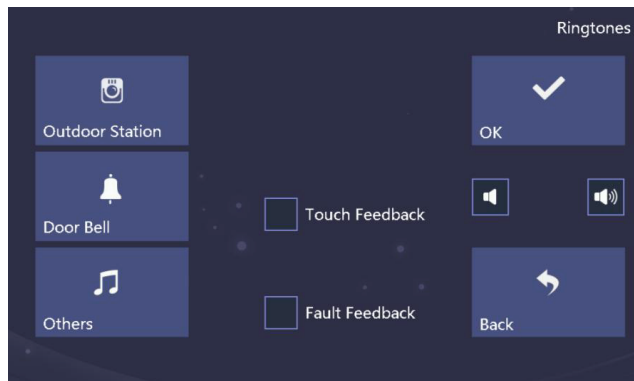 Ringtones
Outdoor Station
OK
Door Bell
Touch Feedback
Others
Fault Feedback
Back